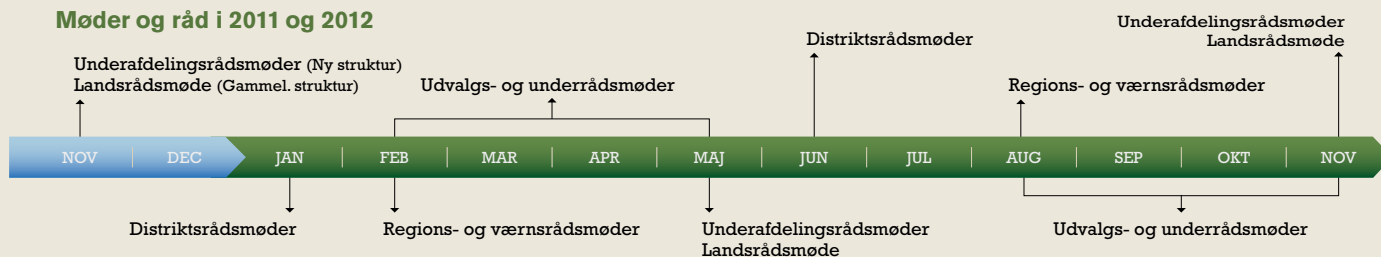 Møder og råd i 2011 og 2012
Underafdelingsrådsmøder (Ny struktur)
Landsrådsmøde (Gammel. struktur)
Udvalgs- og underrådsmøder
Distriktsrådsmøder
Regions- og værnsrådsmøder
Underafdelingsrådsmøder
Landsrådsmøde
NOV DEC JAN FEB MAR APR MAJ JUN JUL AUG SEP OKT NOV
Distriktsrådsmøder
Regions- og værnsrådsmøder
Underafdelingsrådsmøder
Landsrådsmøde
Udvalgs- og underrådsmøder